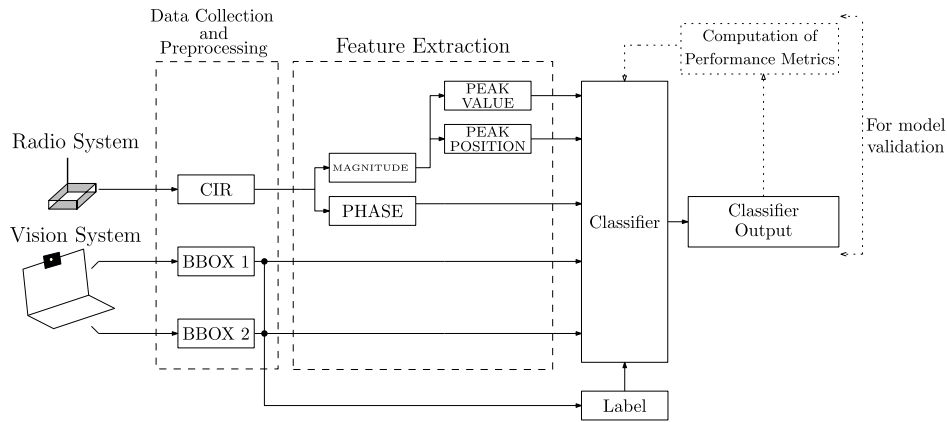 Data Collection
and
Preprocessing
Feature Extraction
Computation of
Performance Metrics
PEAK
VALUE
PEAK
POSITION
For model
validation
Radio System
MAGNITUDE
CIR
PHASE
Classifier
Classifier
Output
Vision System
BBOX 1
BBOX 2
Label